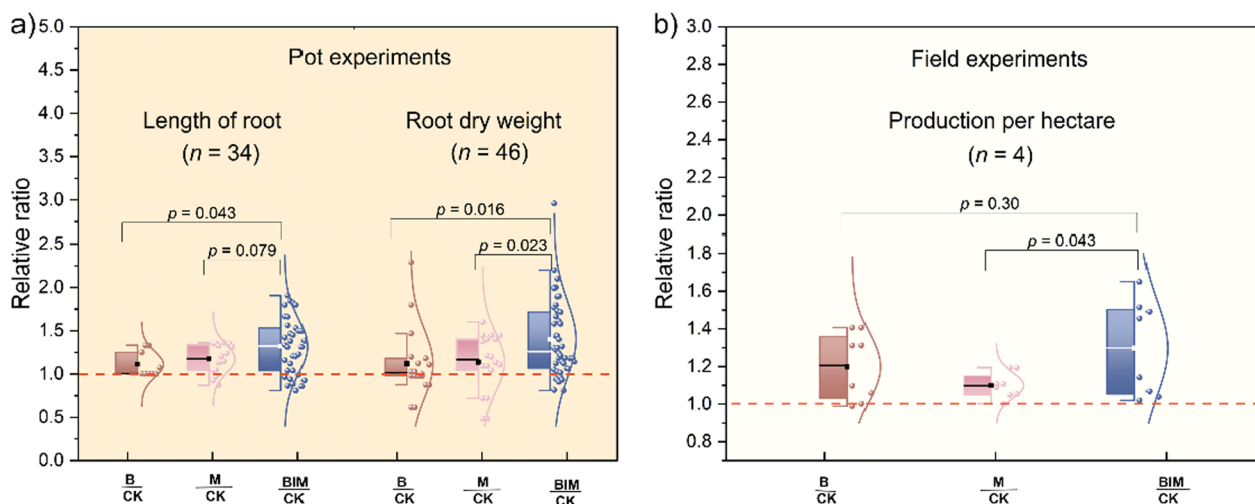 a)
Pot experiments
Length of root
(n = 34)
Root dry weight
(n = 46)
p = 0.043
p = 0.079
p = 0.016
p = 0.023
Relative ratio
5.0
4.5
4.0
3.5
3.0
2.5
2.0
1.5
1.0
0.5
0.0
B
CK
M
CK
BIM
CK
B
CK
M
CK
BIM
CK
b)
Field experiments
Production per hectare
(n = 4)
p = 0.30
p = 0.043
Relative ratio
3.0
2.8
2.6
2.4
2.2
2.0
1.8
1.6
1.4
1.2
1.0
0.8
B
CK
M
CK
BIM
CK